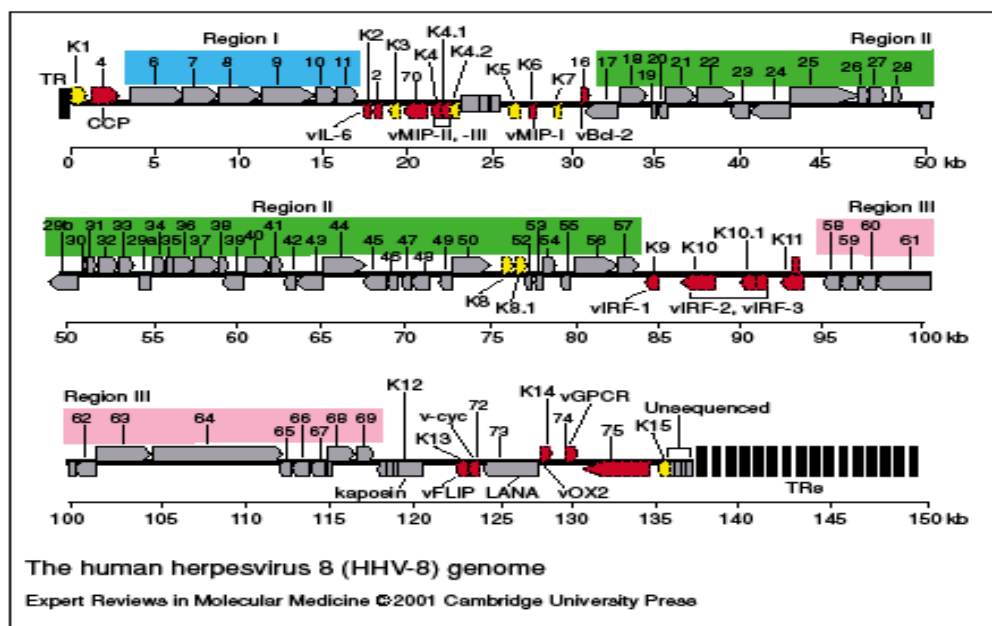 K1 Region I K2 K4.1 Region II
4 6 7 8 9 10 11 2 K3 70 K4 K4.2 K5 K6 K7 16 17 18 19 20 21 22 23 24 25 26 27 28
TR
CCP vIL-6 vMIP-II, -III vMIP-I vBcl-2
0 5 10 15 20 25 30 35 40 45 50 kb
Region II Region III
29b 30 31 32 33 29a 34 35 36 37 38 39 40 41 42 43 44 45 46 47 48 49 50 52 53 54 55 56 57 K9 K10 K10.1 K11 58 59 60 61
K8 K8.1 vIRF-1 vIRF-2, vIRF-3
50 55 60 65 70 75 80 85 90 95 100 kb
Region III K12 K14 vGPCR
62 63 64 65 66 67 68 69 v-cyc 72 K13 73 74 75 K15 Unsequenced
kaposin vFLIP LANA vOX2 TRs
100 105 110 115 120 125 130 135 140 145 150 kb
The human herpesvirus 8 (HHV-8) genome
Expert Reviews in Molecular Medicine ©2001 Cambridge University Press